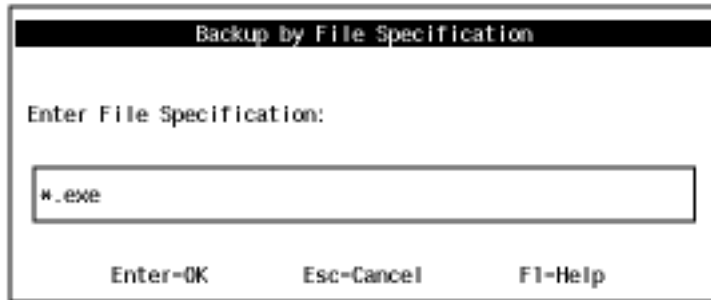 Backup by File Specification
Enter File Specification:
*.exe
Enter=OK Esc=Cancel F1=Help